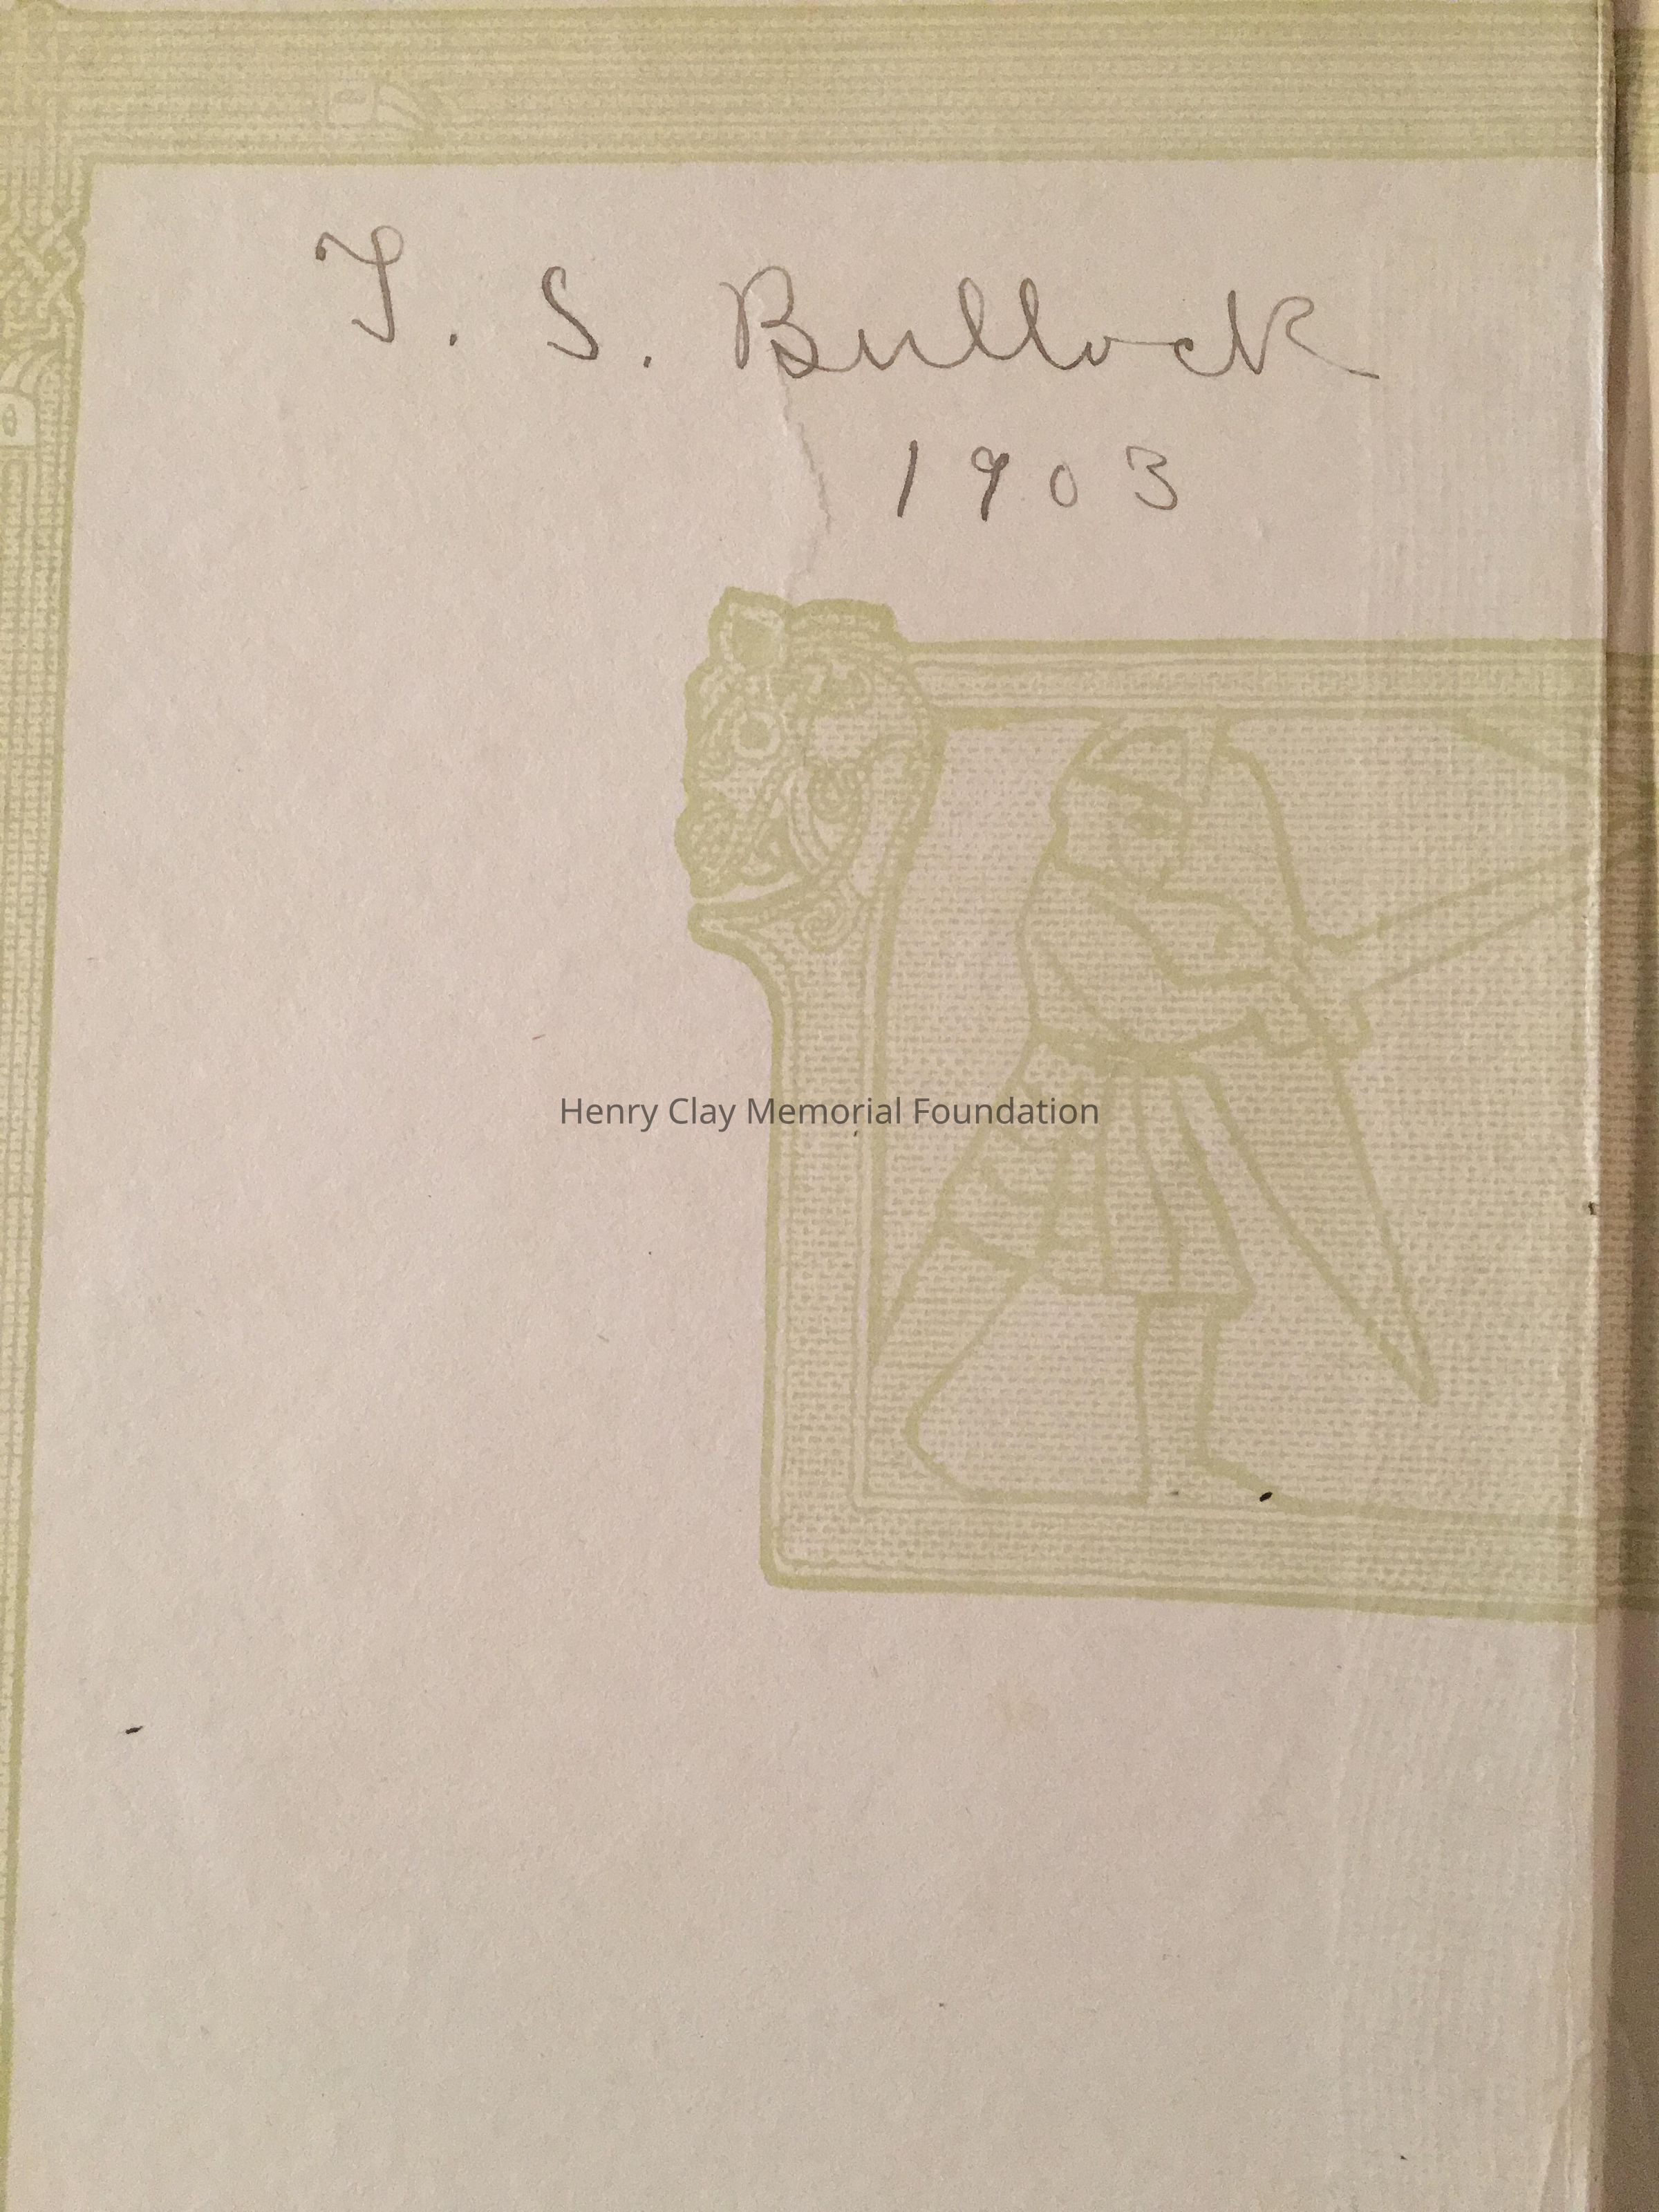 T. S. Bullock
1903
Henry Clay Memorial Foundation